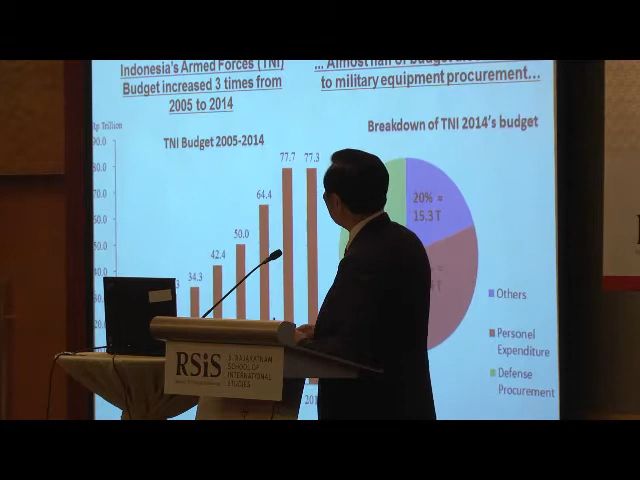 Indonesia's Armed Forces (TNI)
Budget increased 3 times from
2005 to 2014
... Almost half of budget
to military equipment procurement...
Rp Trillion
TNI Budget 2005-2014
Breakdown of TNI 2014's budget
90.0
80.0
70.0
60.0
50.0
40.0
30.0
34.3
42.4
50.0
64.4
77.7
77.3
20% =
15.3 T
Others
Personel
Expenditure
Defense
Procurement
RSiS
S. RAJARATNAM
SCHOOL OF
INTERNATIONAL
STUDIES